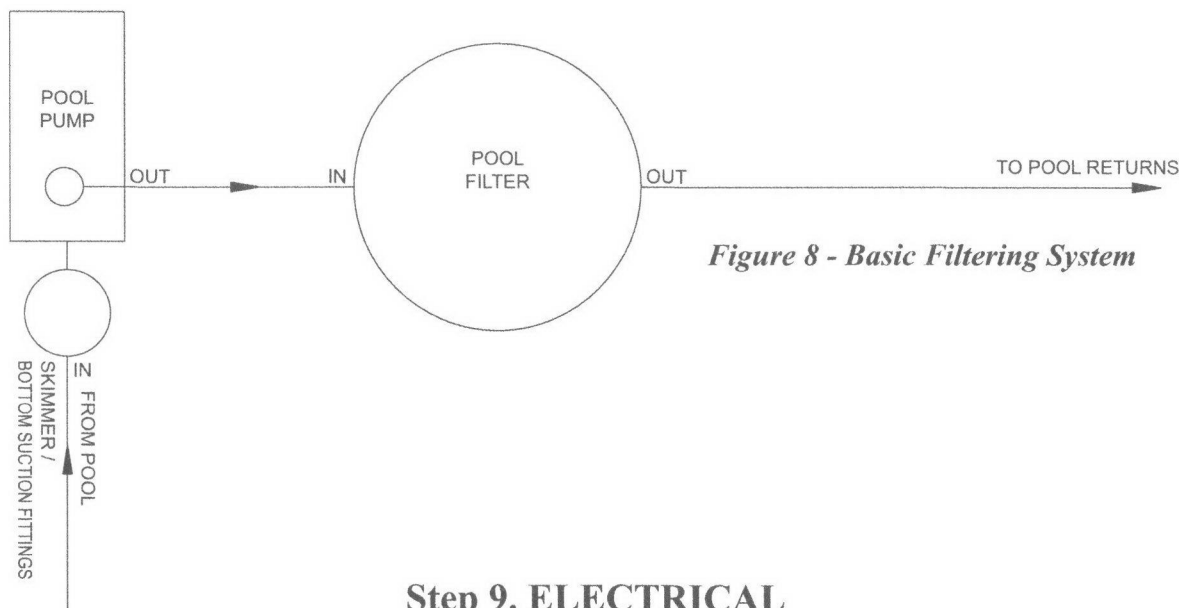 POOL
PUMP
OUT
IN
POOL
FILTER
OUT
TO POOL RETURNS
Figure 8 - Basic Filtering System
IN FROM POOL
SKIMMER /
BOTTOM SUCTION FITTINGS
Step 9. ELECTRICAL